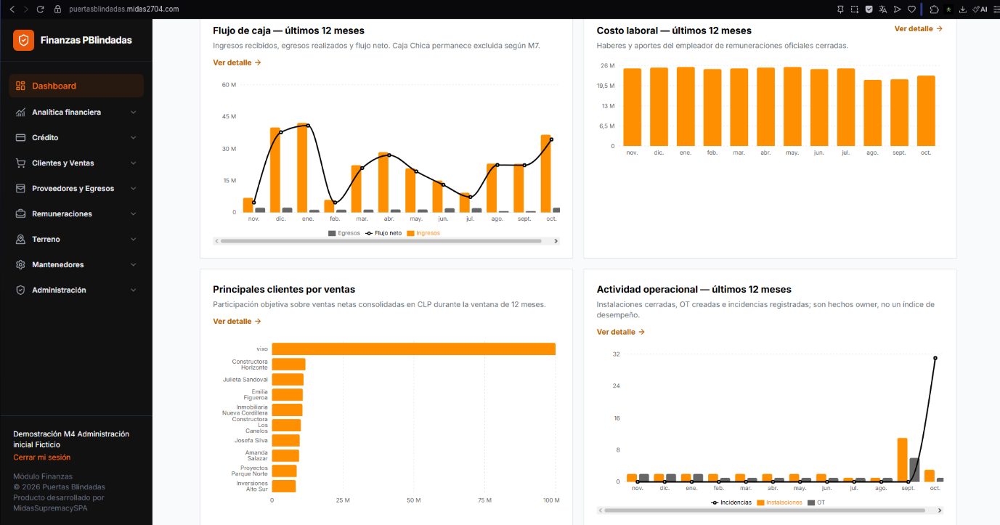 puertasblindadas.midas2704.com
AI
Finanzas PBlindadas
Dashboard
Analítica financiera
Crédito
Clientes y Ventas
Proveedores y Egresos
Remuneraciones
Terreno
Mantenedores
Administración
Demostración M4 Administración
inicial Ficticio
Cerrar mi sesión
Módulo Finanzas
© 2026 Puertas Blindadas
Producto desarrollado por
MidasSupremacySPA
Flujo de caja — últimos 12 meses
Ingresos recibidos, egresos realizados y flujo neto. Caja Chica permanece excluida según M7.
Ver detalle →
60 M
45 M
30 M
15 M
0
nov. dic. ene. feb. mar. abr. may. jun. jul. ago. sept. oct.
Egresos Flujo neto Ingresos
Costo laboral — últimos 12 meses
Ver detalle →
Haberes y aportes del empleador de remuneraciones oficiales cerradas.
26 M
19,5 M
13 M
6,5 M
0
nov. dic. ene. feb. mar. abr. may. jun. jul. ago. sept. oct.
Principales clientes por ventas
Participación objetiva sobre ventas netas consolidadas en CLP durante la ventana de 12 meses.
Ver detalle →
vixo
Constructora
Horizonte
Julieta Sandoval
Emilia
Figueroa
Inmobiliaria
Nueva Cordillera
Constructora
Los
Canelos
Josefa Silva
Amanda
Salazar
Proyectos
Parque Norte
Inversiones
Alto Sur
0 25 M 50 M 75 M 100 M
Actividad operacional — últimos 12 meses
Instalaciones cerradas, OT creadas e incidencias registradas; son hechos owner, no un índice de
desempeño.
Ver detalle →
32
24
16
8
0
nov. dic. ene. feb. mar. abr. may. jun. jul. ago. sept. oct.
Incidencias Instalaciones OT